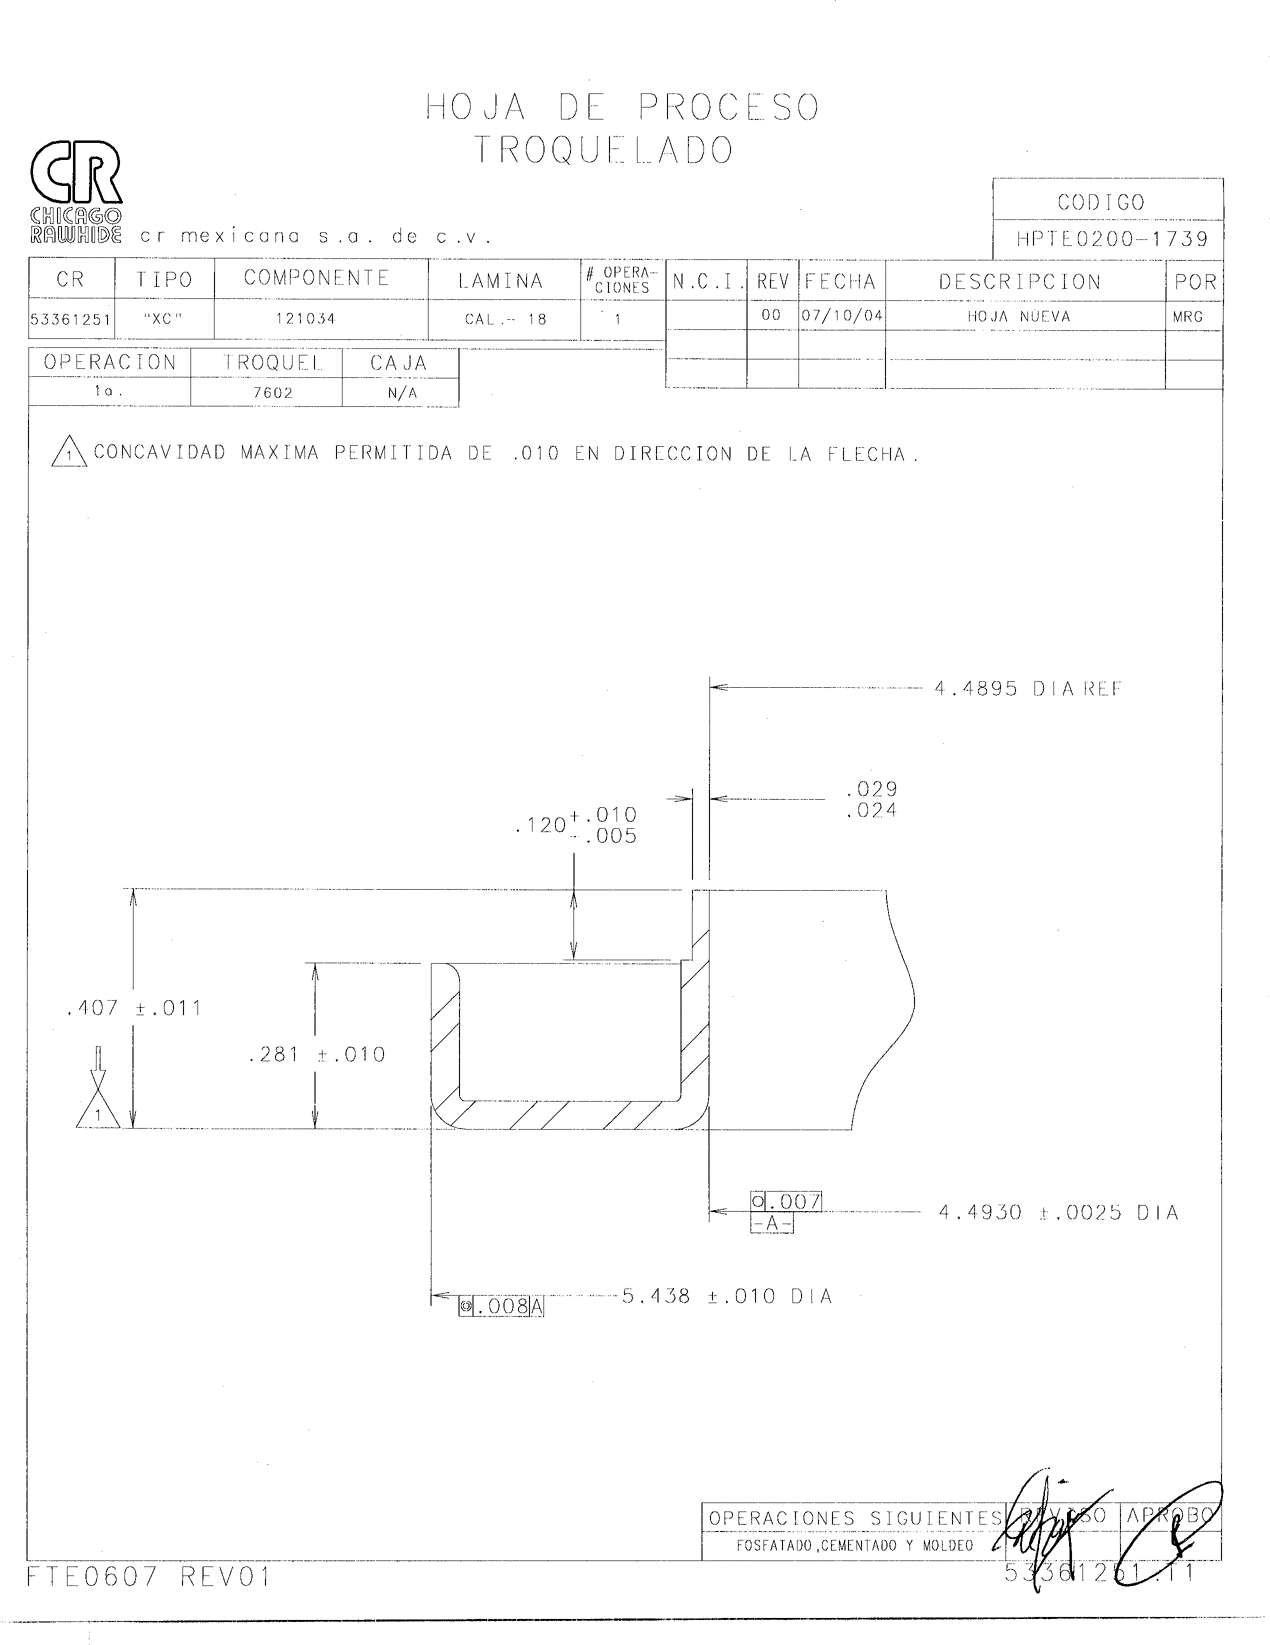 HOJA DE PROCESO
TROQUELADO
CR
CHICAGO
RAWHIDE
cr mexicana s.a. de c.v.
CODIGO
HPTE0200-1739
CR TIPO COMPONENTE LAMINA # OPERA-CIONES N.C.I. REV FECHA DESCRIPCION POR
53361251 "XC" 121034 CAL.- 18 1 00 07/10/04 HOJA NUEVA MRG
OPERACION TROQUEL CAJA
1a. 7602 N/A
1 CONCAVIDAD MAXIMA PERMITIDA DE .010 EN DIRECCION DE LA FLECHA.
4.4895 DIA REF
.029
.024
.120 +.010
-.005
.407 ±.011
.281 ±.010
1
.007
-A-
4.4930 ±.0025 DIA
.008 A
5.438 ±.010 DIA
OPERACIONES SIGUIENTES REVISO APROBO
FOSFATADO,CEMENTADO Y MOLDEO
FTE0607 REV01
53361251.11